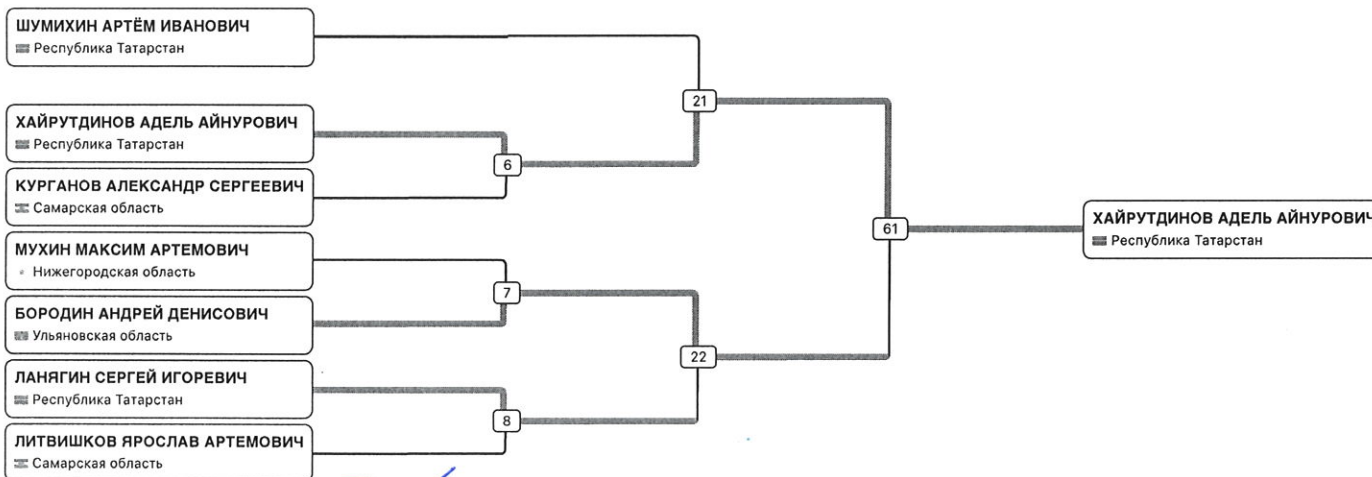 ШУМИХИН АРТЁМ ИВАНОВИЧ
Республика Татарстан
21
ХАЙРУТДИНОВ АДЕЛЬ АЙНУРОВИЧ
Республика Татарстан
6
КУРГАНОВ АЛЕКСАНДР СЕРГЕЕВИЧ
Самарская область
61
ХАЙРУТДИНОВ АДЕЛЬ АЙНУРОВИЧ
Республика Татарстан
МУХИН МАКСИМ АРТЕМОВИЧ
Нижегородская область
7
БОРОДИН АНДРЕЙ ДЕНИСОВИЧ
Ульяновская область
22
ЛАНЯГИН СЕРГЕЙ ИГОРЕВИЧ
Республика Татарстан
8
ЛИТВИШКОВ ЯРОСЛАВ АРТЕМОВИЧ
Самарская область